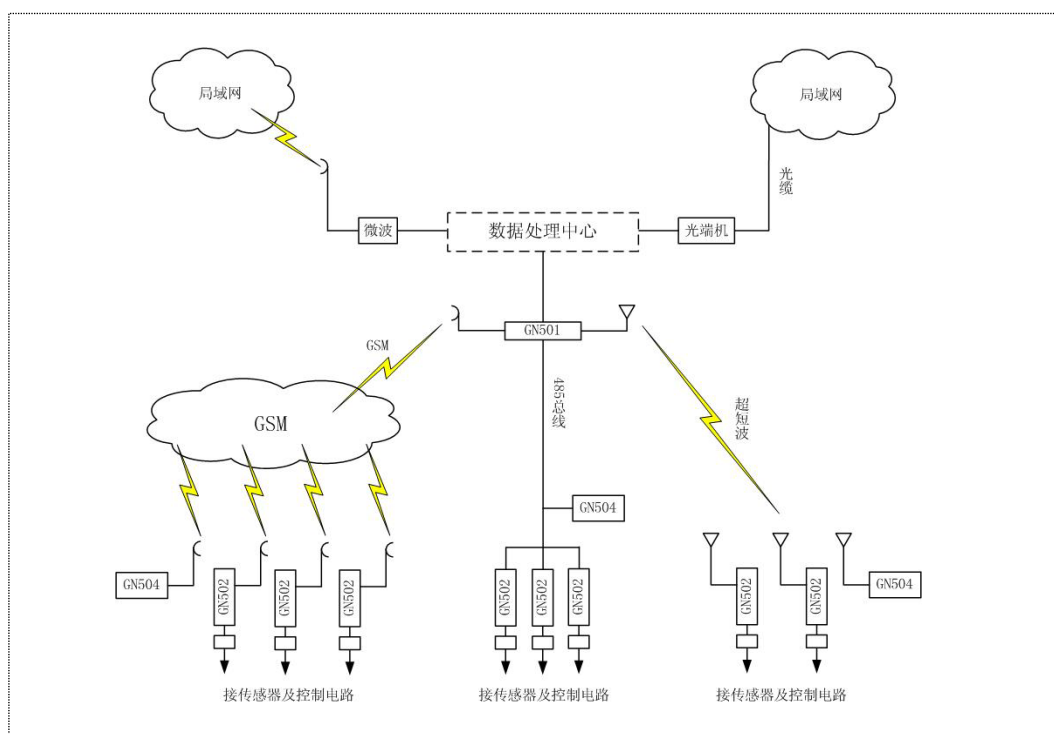 局域网
局域网
光缆
微波
数据处理中心
光端机
GN501
GSM
485总线
超短波
GSM
GN504
GN504
GN502
GN502
GN502
GN502
GN502
GN502
GN502
GN502
GN504
接传感器及控制电路
接传感器及控制电路
接传感器及控制电路